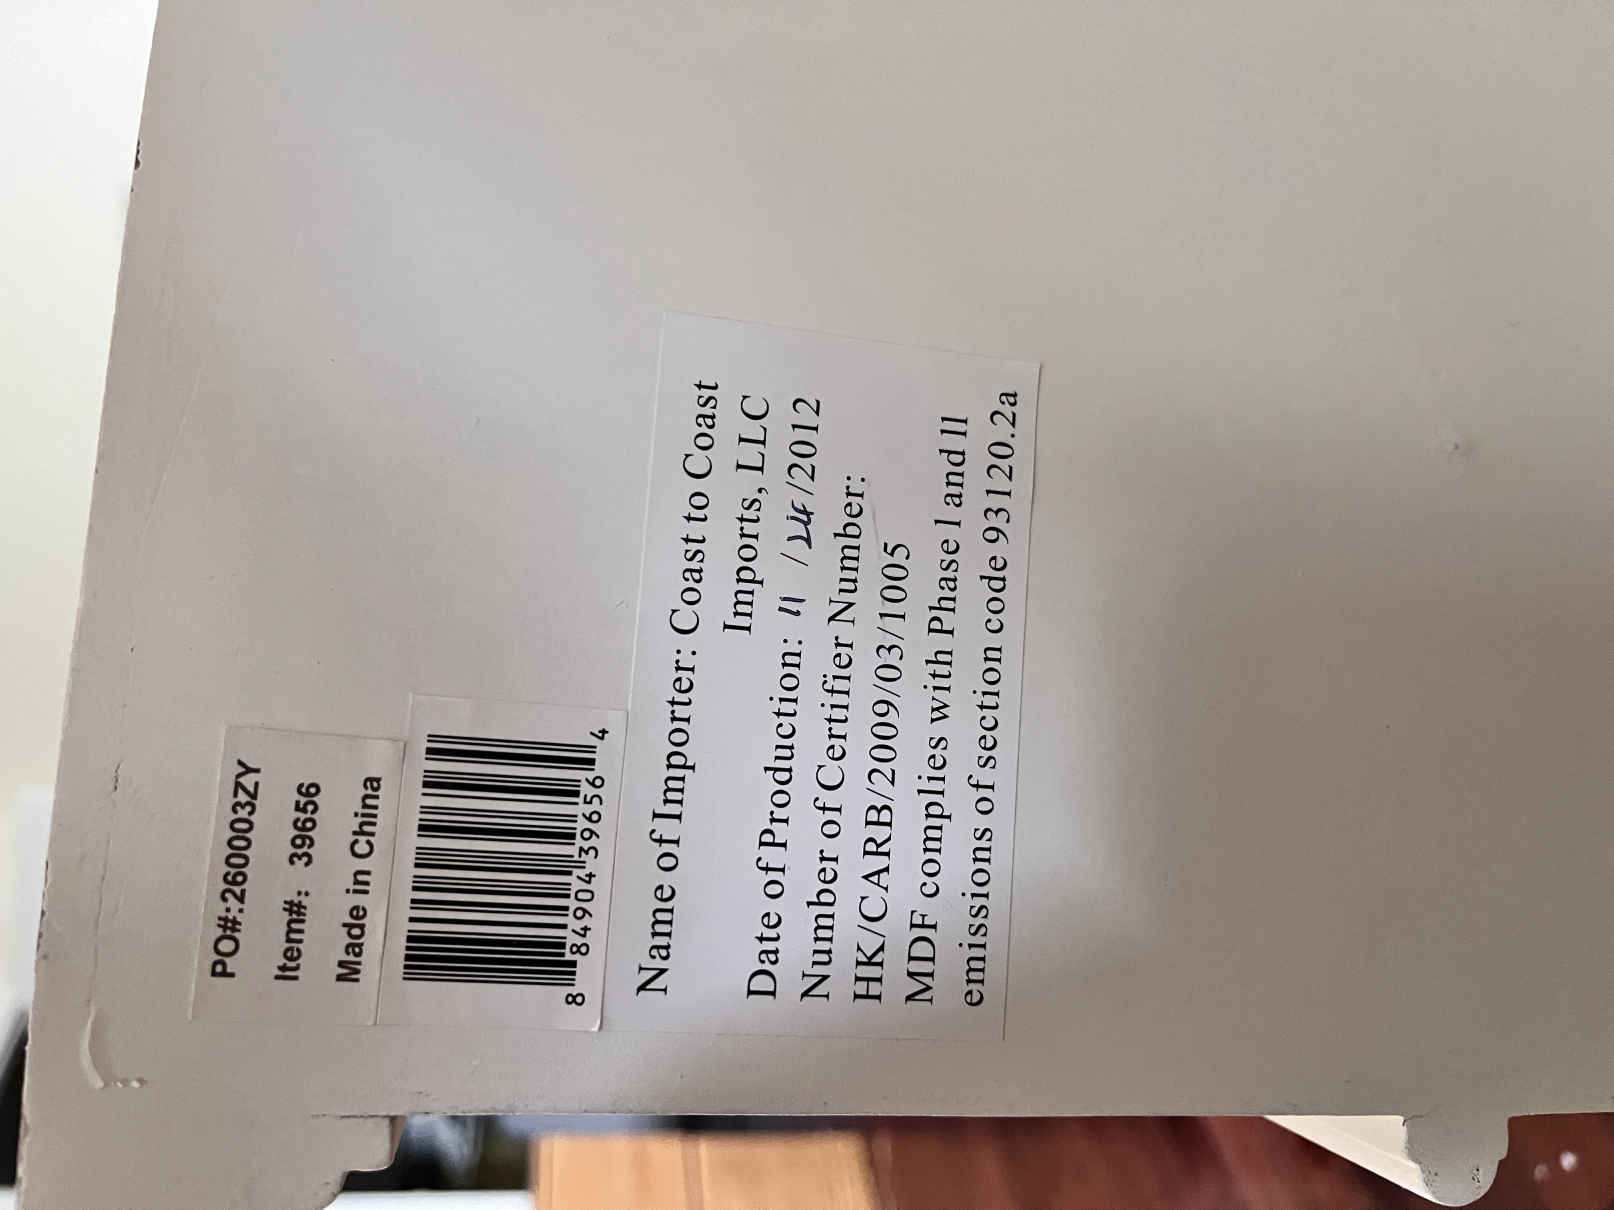 PO#:260003ZY
Item#: 39656
Made in China
8 84904 39656 4
Name of Importer: Coast to Coast
Imports, LLC
Date of Production: 11 /24/2012
Number of Certifier Number:
HK/CARB/2009/03/1005
MDF complies with Phase l and ll
emissions of section code 93120.2a